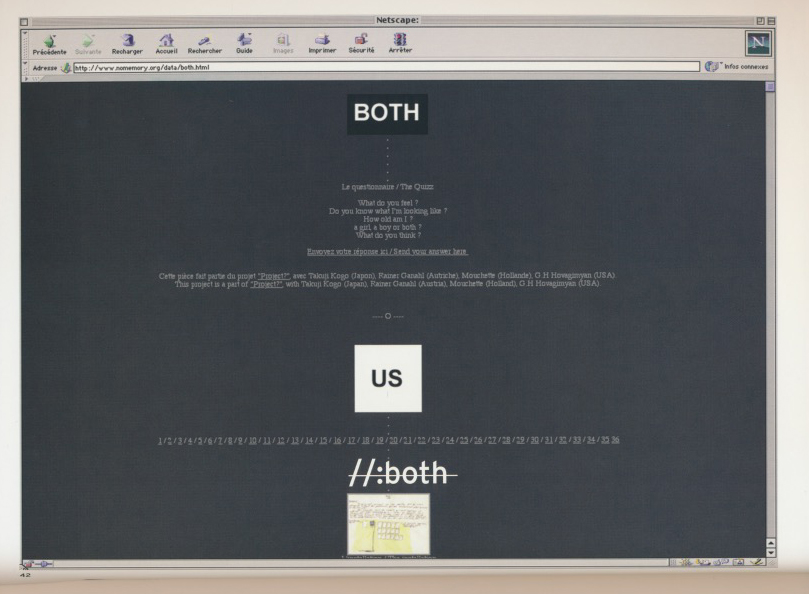 Netscape:
Précédente Suivante Recharger Accueil Rechercher Guide Images Imprimer Sécurité Arrêter
N
Adresse http://www.nomemory.org/data/both.html Infos connexes
BOTH
Le questionnaire / The Quizz
What do you feel ?
Do you know what I'm looking like ?
How old am I ?
a girl, a boy or both ?
What do you think ?
Envoyez votre réponse ici / Send your answer here
Cette pièce fait partie du projet "Project?", avec Takuji Kogo (Japon), Rainer Ganahl (Autriche), Mouchette (Hollande), G.H Hovagimyan (USA).
This project is a part of "Project?", with Takuji Kogo (Japan), Rainer Ganahl (Austria), Mouchette (Holland), G.H Hovagimyan (USA).
US
1 / 2 / 3 / 4 / 5 / 6 / 7 / 8 / 9 / 10 / 11 / 12 / 13 / 14 / 15 / 16 / 17 / 18 / 19 / 20 / 21 / 22 / 23 / 24 / 25 / 26 / 27 / 28 / 29 / 30 / 31 / 32 / 33 / 34 / 35 36
//:both
42